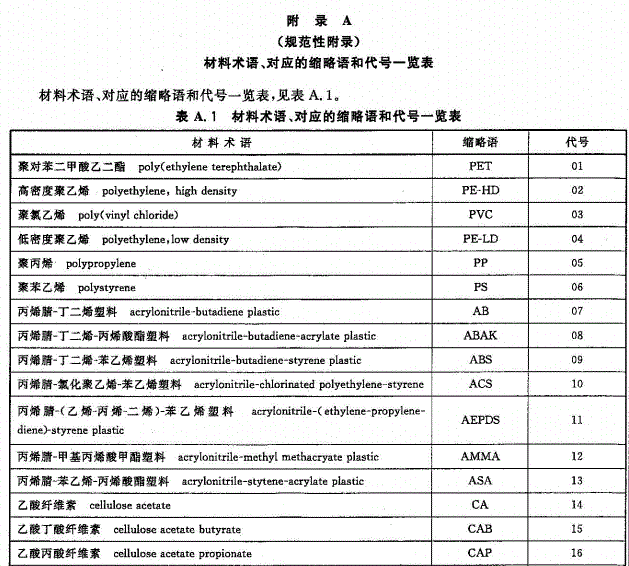 附 录 A
(规范性附录)
材料术语、对应的缩略语和代号一览表
材料术语、对应的缩略语和代号一览表,见表 A.1。
表 A.1 材料术语、对应的缩略语和代号一览表
材料术语 缩略语 代号
聚对苯二甲酸乙二酯 poly(ethylene terephthalate) PET 01
高密度聚乙烯 polyethylene, high density PE-HD 02
聚氯乙烯 poly(vinyl chloride) PVC 03
低密度聚乙烯 polyethylene,low density PE-LD 04
聚丙烯 polypropylene PP 05
聚苯乙烯 polystyrene PS 06
丙烯腈-丁二烯塑料 acrylonitrile-butadiene plastic AB 07
丙烯腈-丁二烯-丙烯酸酯塑料 acrylonitrile-butadiene-acrylate plastic ABAK 08
丙烯腈-丁二烯-苯乙烯塑料 acrylonitrile-butadiene-styrene plastic ABS 09
丙烯腈-氯化聚乙烯-苯乙烯塑料 acrylonitrile-chlorinated polyethylene-styrene ACS 10
丙烯腈-(乙烯-丙烯-二烯)-苯乙烯塑料 acrylonitrile-(ethylene-propylene-
diene)-styrene plastic AEPDS 11
丙烯腈-甲基丙烯酸甲酯塑料 acrylonitrile-methyl methacryate plastic AMMA 12
丙烯腈-苯乙烯-丙烯酸酯塑料 acrylonitrile-stytene-acrylate plastic ASA 13
乙酸纤维素 cellulose acetate CA 14
乙酸丁酸纤维素 cellulose acetate butyrate CAB 15
乙酸丙酸纤维素 cellulose acetate propionate CAP 16